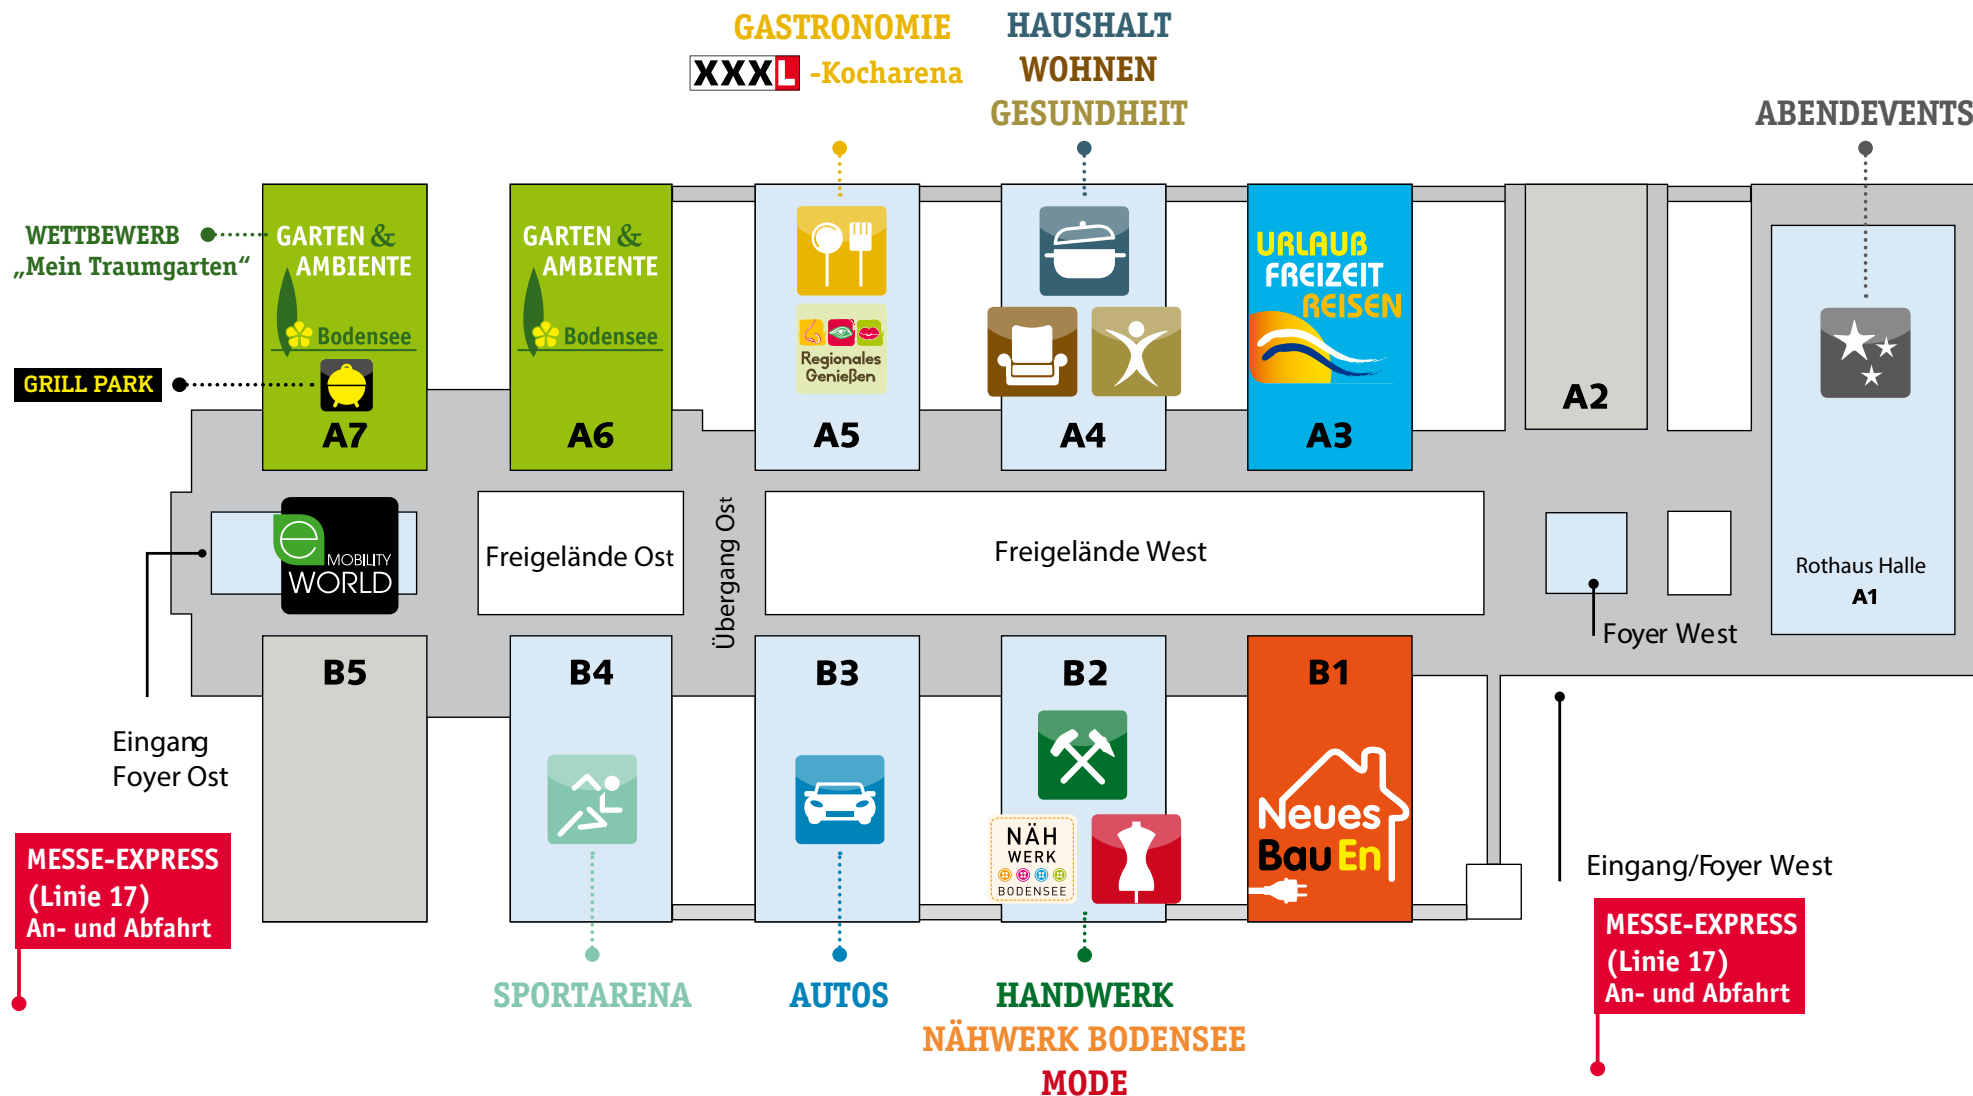 GASTRONOMIE
XXXL -Kocharena
HAUSHALT
WOHNEN
GESUNDHEIT
ABENDEVENTS
WETTBEWERB
„Mein Traumgarten“
GRILL PARK
GARTEN &
AMBIENTE
Bodensee
A7
GARTEN &
AMBIENTE
Bodensee
A6
Regionales
Genießen
A5
A4
URLAUB
FREIZEIT
REISEN
A3
A2
Rothaus Halle
A1
e
MOBILITY
WORLD
Freigelände Ost
Übergang Ost
Freigelände West
Foyer West
B5
B4
B3
B2
NÄH
WERK
BODENSEE
B1
Neues
BauEn
Eingang
Foyer Ost
MESSE-EXPRESS
(Linie 17)
An- und Abfahrt
Eingang/Foyer West
MESSE-EXPRESS
(Linie 17)
An- und Abfahrt
SPORTARENA
AUTOS
HANDWERK
NÄHWERK BODENSEE
MODE